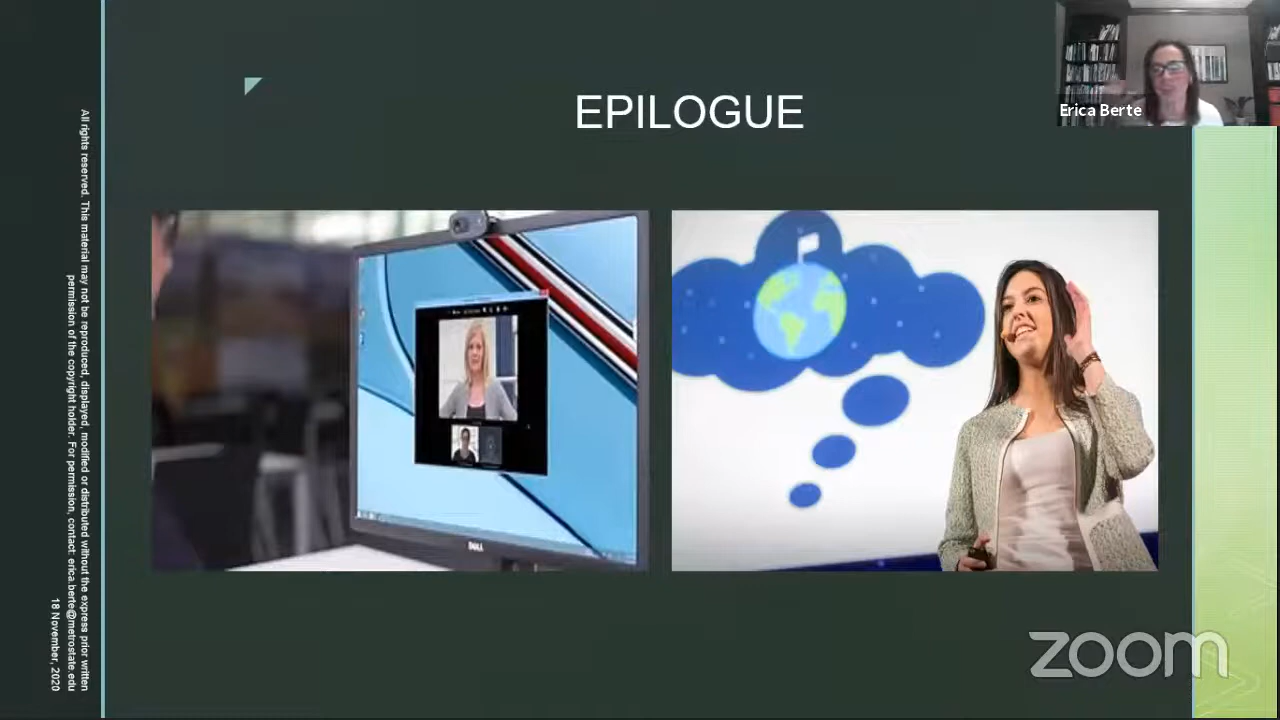 EPILOGUE
Erica Berte
All rights reserved. This material may not be reproduced, displayed, modified or distributed without the express prior written
permission of the copyright holder. For permission, contact: erica.berte@metrostate.edu
18 November, 2020
DELL
zoom